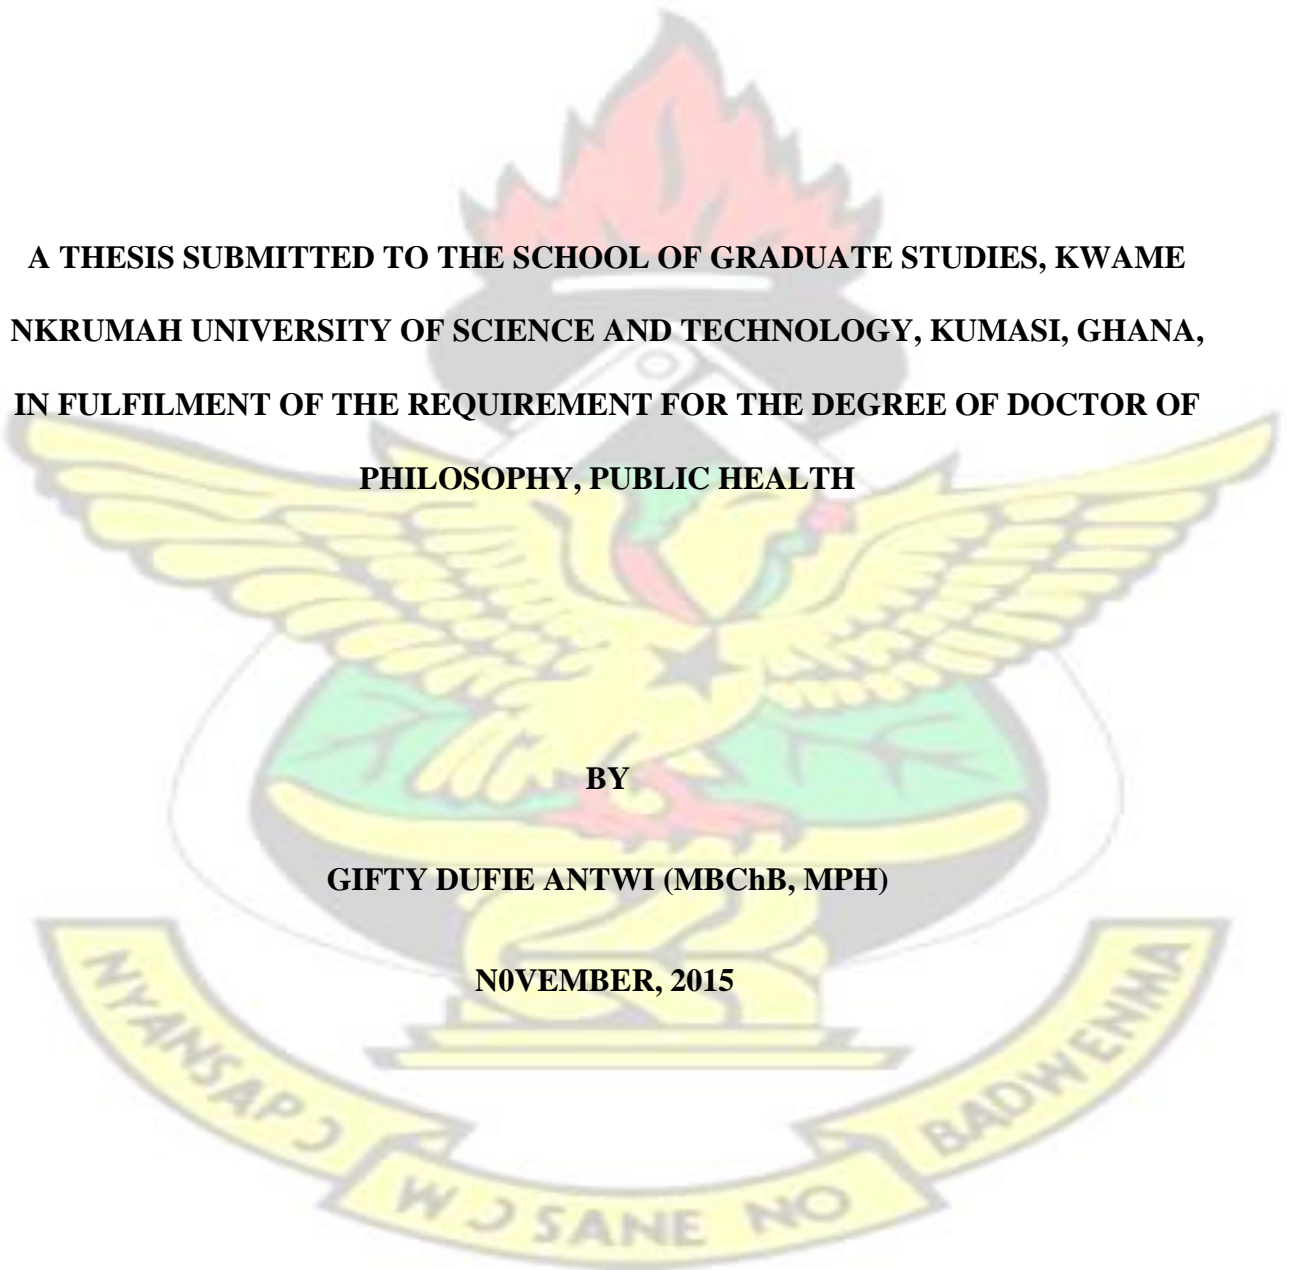 A THESIS SUBMITTED TO THE SCHOOL OF GRADUATE STUDIES, KWAME
NKRUMAH UNIVERSITY OF SCIENCE AND TECHNOLOGY, KUMASI, GHANA,
IN FULFILMENT OF THE REQUIREMENT FOR THE DEGREE OF DOCTOR OF
PHILOSOPHY, PUBLIC HEALTH
BY
GIFTY DUFIE ANTWI (MBChB, MPH)
N0VEMBER, 2015
NYANSAPƆ
WƆSANE NO
BADWENMA